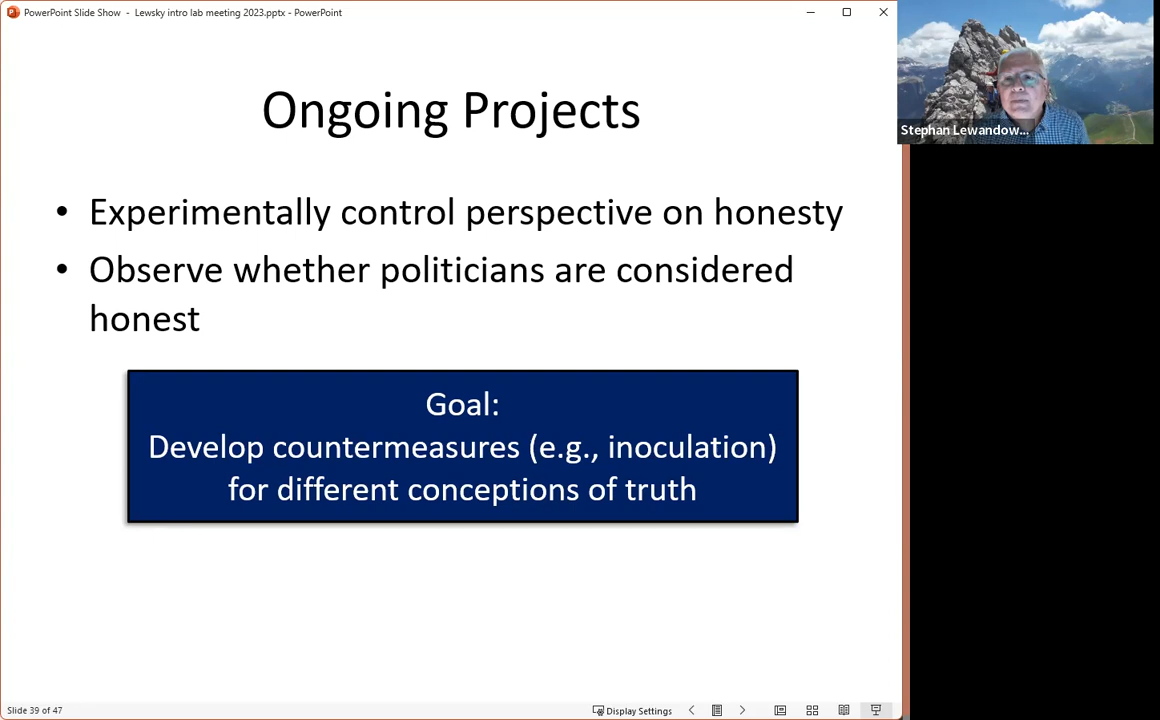 PowerPoint Slide Show - Lewsky intro lab meeting 2023.pptx - PowerPoint
Stephan Lewandow...
Ongoing Projects
• Experimentally control perspective on honesty
• Observe whether politicians are considered
honest
Goal:
Develop countermeasures (e.g., inoculation)
for different conceptions of truth
Slide 39 of 47
Display Settings